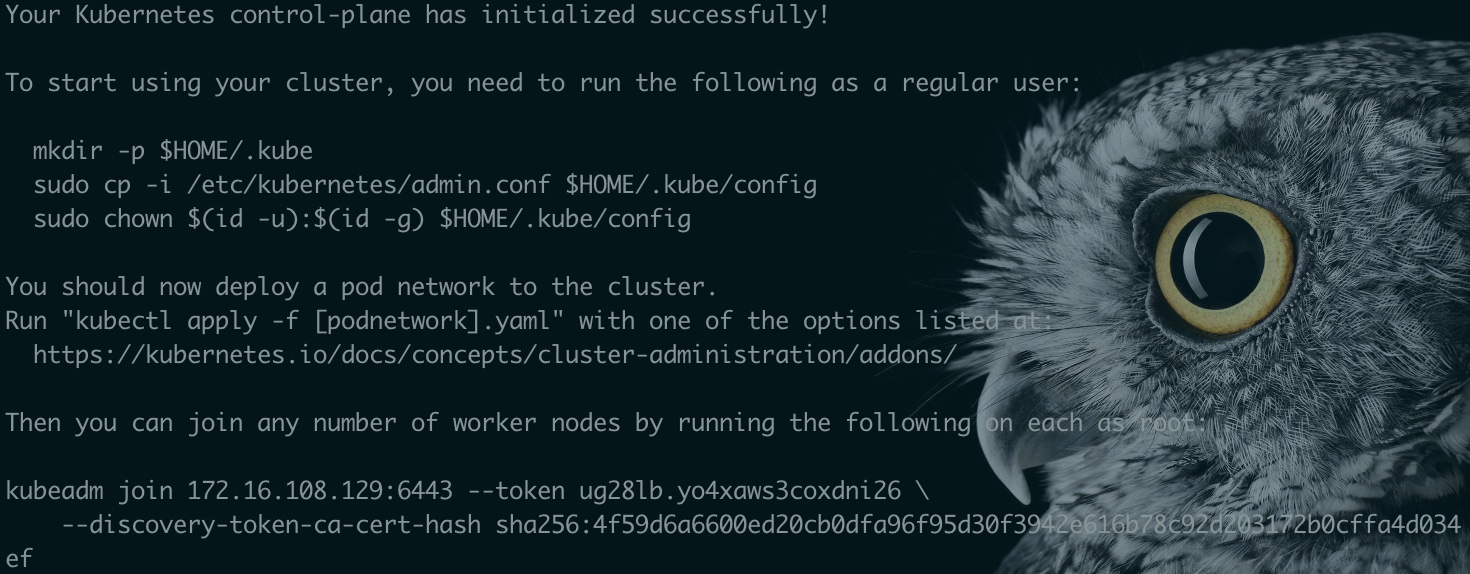 Your Kubernetes control-plane has initialized successfully!
To start using your cluster, you need to run the following as a regular user:
mkdir -p $HOME/.kube
sudo cp -i /etc/kubernetes/admin.conf $HOME/.kube/config
sudo chown $(id -u):$(id -g) $HOME/.kube/config
You should now deploy a pod network to the cluster.
Run "kubectl apply -f [podnetwork].yaml" with one of the options listed at:
https://kubernetes.io/docs/concepts/cluster-administration/addons/
Then you can join any number of worker nodes by running the following on each as root:
kubeadm join 172.16.108.129:6443 --token ug28lb.yo4xaws3coxdni26 \
--discovery-token-ca-cert-hash sha256:4f59d6a6600ed20cb0dfa96f95d30f3942e616b78c92d203172b0cffa4d034
ef